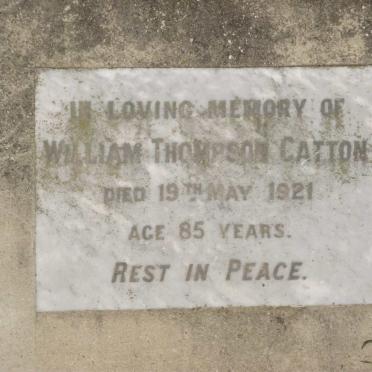 IN LOVING MEMORY OF
WILLIAM THOMPSON CATTON
DIED 19TH MAY 1921
AGE 85 YEARS.
REST IN PEACE.